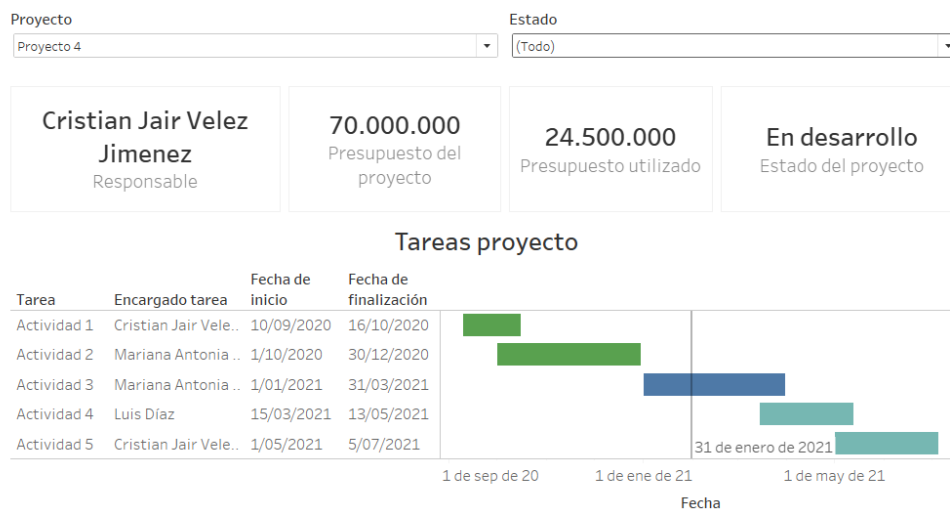 Proyecto Estado
Proyecto 4 (Todo)
Cristian Jair Velez
Jimenez
Responsable
70.000.000
Presupuesto del
proyecto
24.500.000
Presupuesto utilizado
En desarrollo
Estado del proyecto
Tareas proyecto
Tarea Encargado tarea Fecha de inicio Fecha de finalización
Actividad 1 Cristian Jair Vele.. 10/09/2020 16/10/2020
Actividad 2 Mariana Antonia .. 1/10/2020 30/12/2020
Actividad 3 Mariana Antonia .. 1/01/2021 31/03/2021
Actividad 4 Luis Díaz 15/03/2021 13/05/2021
Actividad 5 Cristian Jair Vele.. 1/05/2021 5/07/2021
31 de enero de 2021
1 de sep de 20 1 de ene de 21 1 de may de 21
Fecha